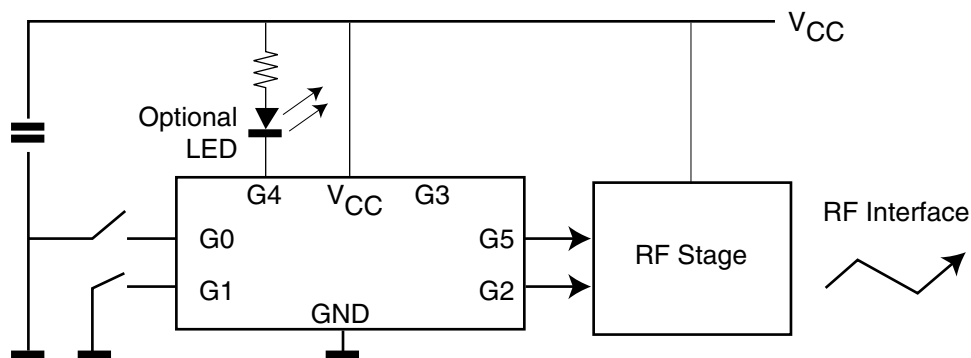 VCC
Optional
LED
G4
VCC
G3
G0
G5
G1
G2
GND
RF Stage
RF Interface